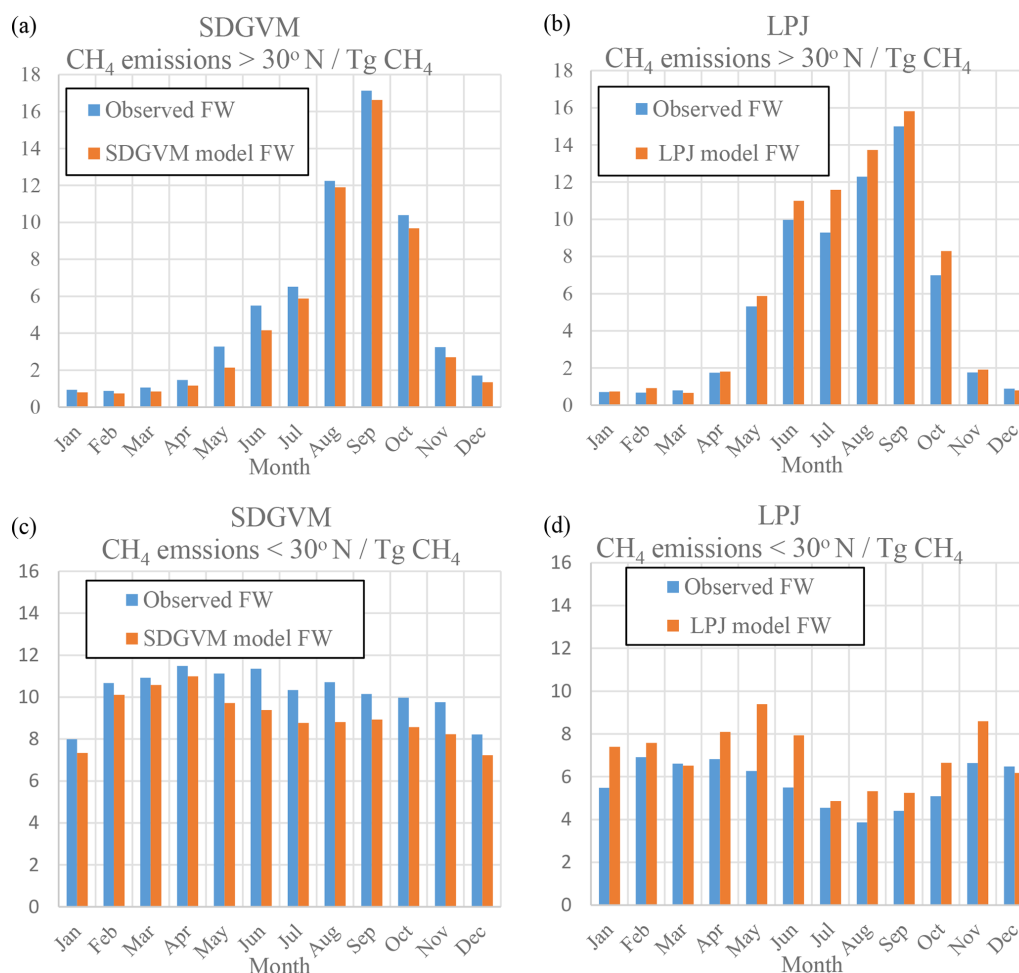 (a)
SDGVM
CH₄ emissions > 30º N / Tg CH₄
18
16
14
12
10
8
6
4
2
0
Observed FW
SDGVM model FW
Jan Feb Mar Apr May Jun Jul Aug Sep Oct Nov Dec
Month
(b)
LPJ
CH₄ emissions > 30º N / Tg CH₄
18
16
14
12
10
8
6
4
2
0
Observed FW
LPJ model FW
Jan Feb Mar Apr May Jun Jul Aug Sep Oct Nov Dec
Month
(c)
SDGVM
CH₄ emssions < 30º N / Tg CH₄
16
14
12
10
8
6
4
2
0
Observed FW
SDGVM model FW
Jan Feb Mar Apr May Jun Jul Aug Sep Oct Nov Dec
Month
(d)
LPJ
CH₄ emissions < 30º N / Tg CH₄
16
14
12
10
8
6
4
2
0
Observed FW
LPJ model FW
Jan Feb Mar Apr May Jun Jul Aug Sep Oct Nov Dec
Month